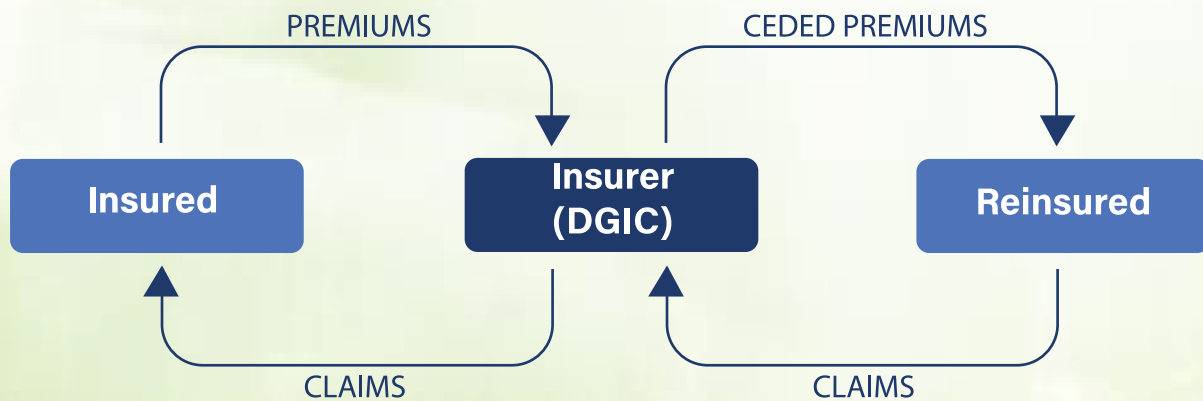 PREMIUMS
CEDED PREMIUMS
Insured
Insurer
(DGIC)
Reinsured
CLAIMS
CLAIMS